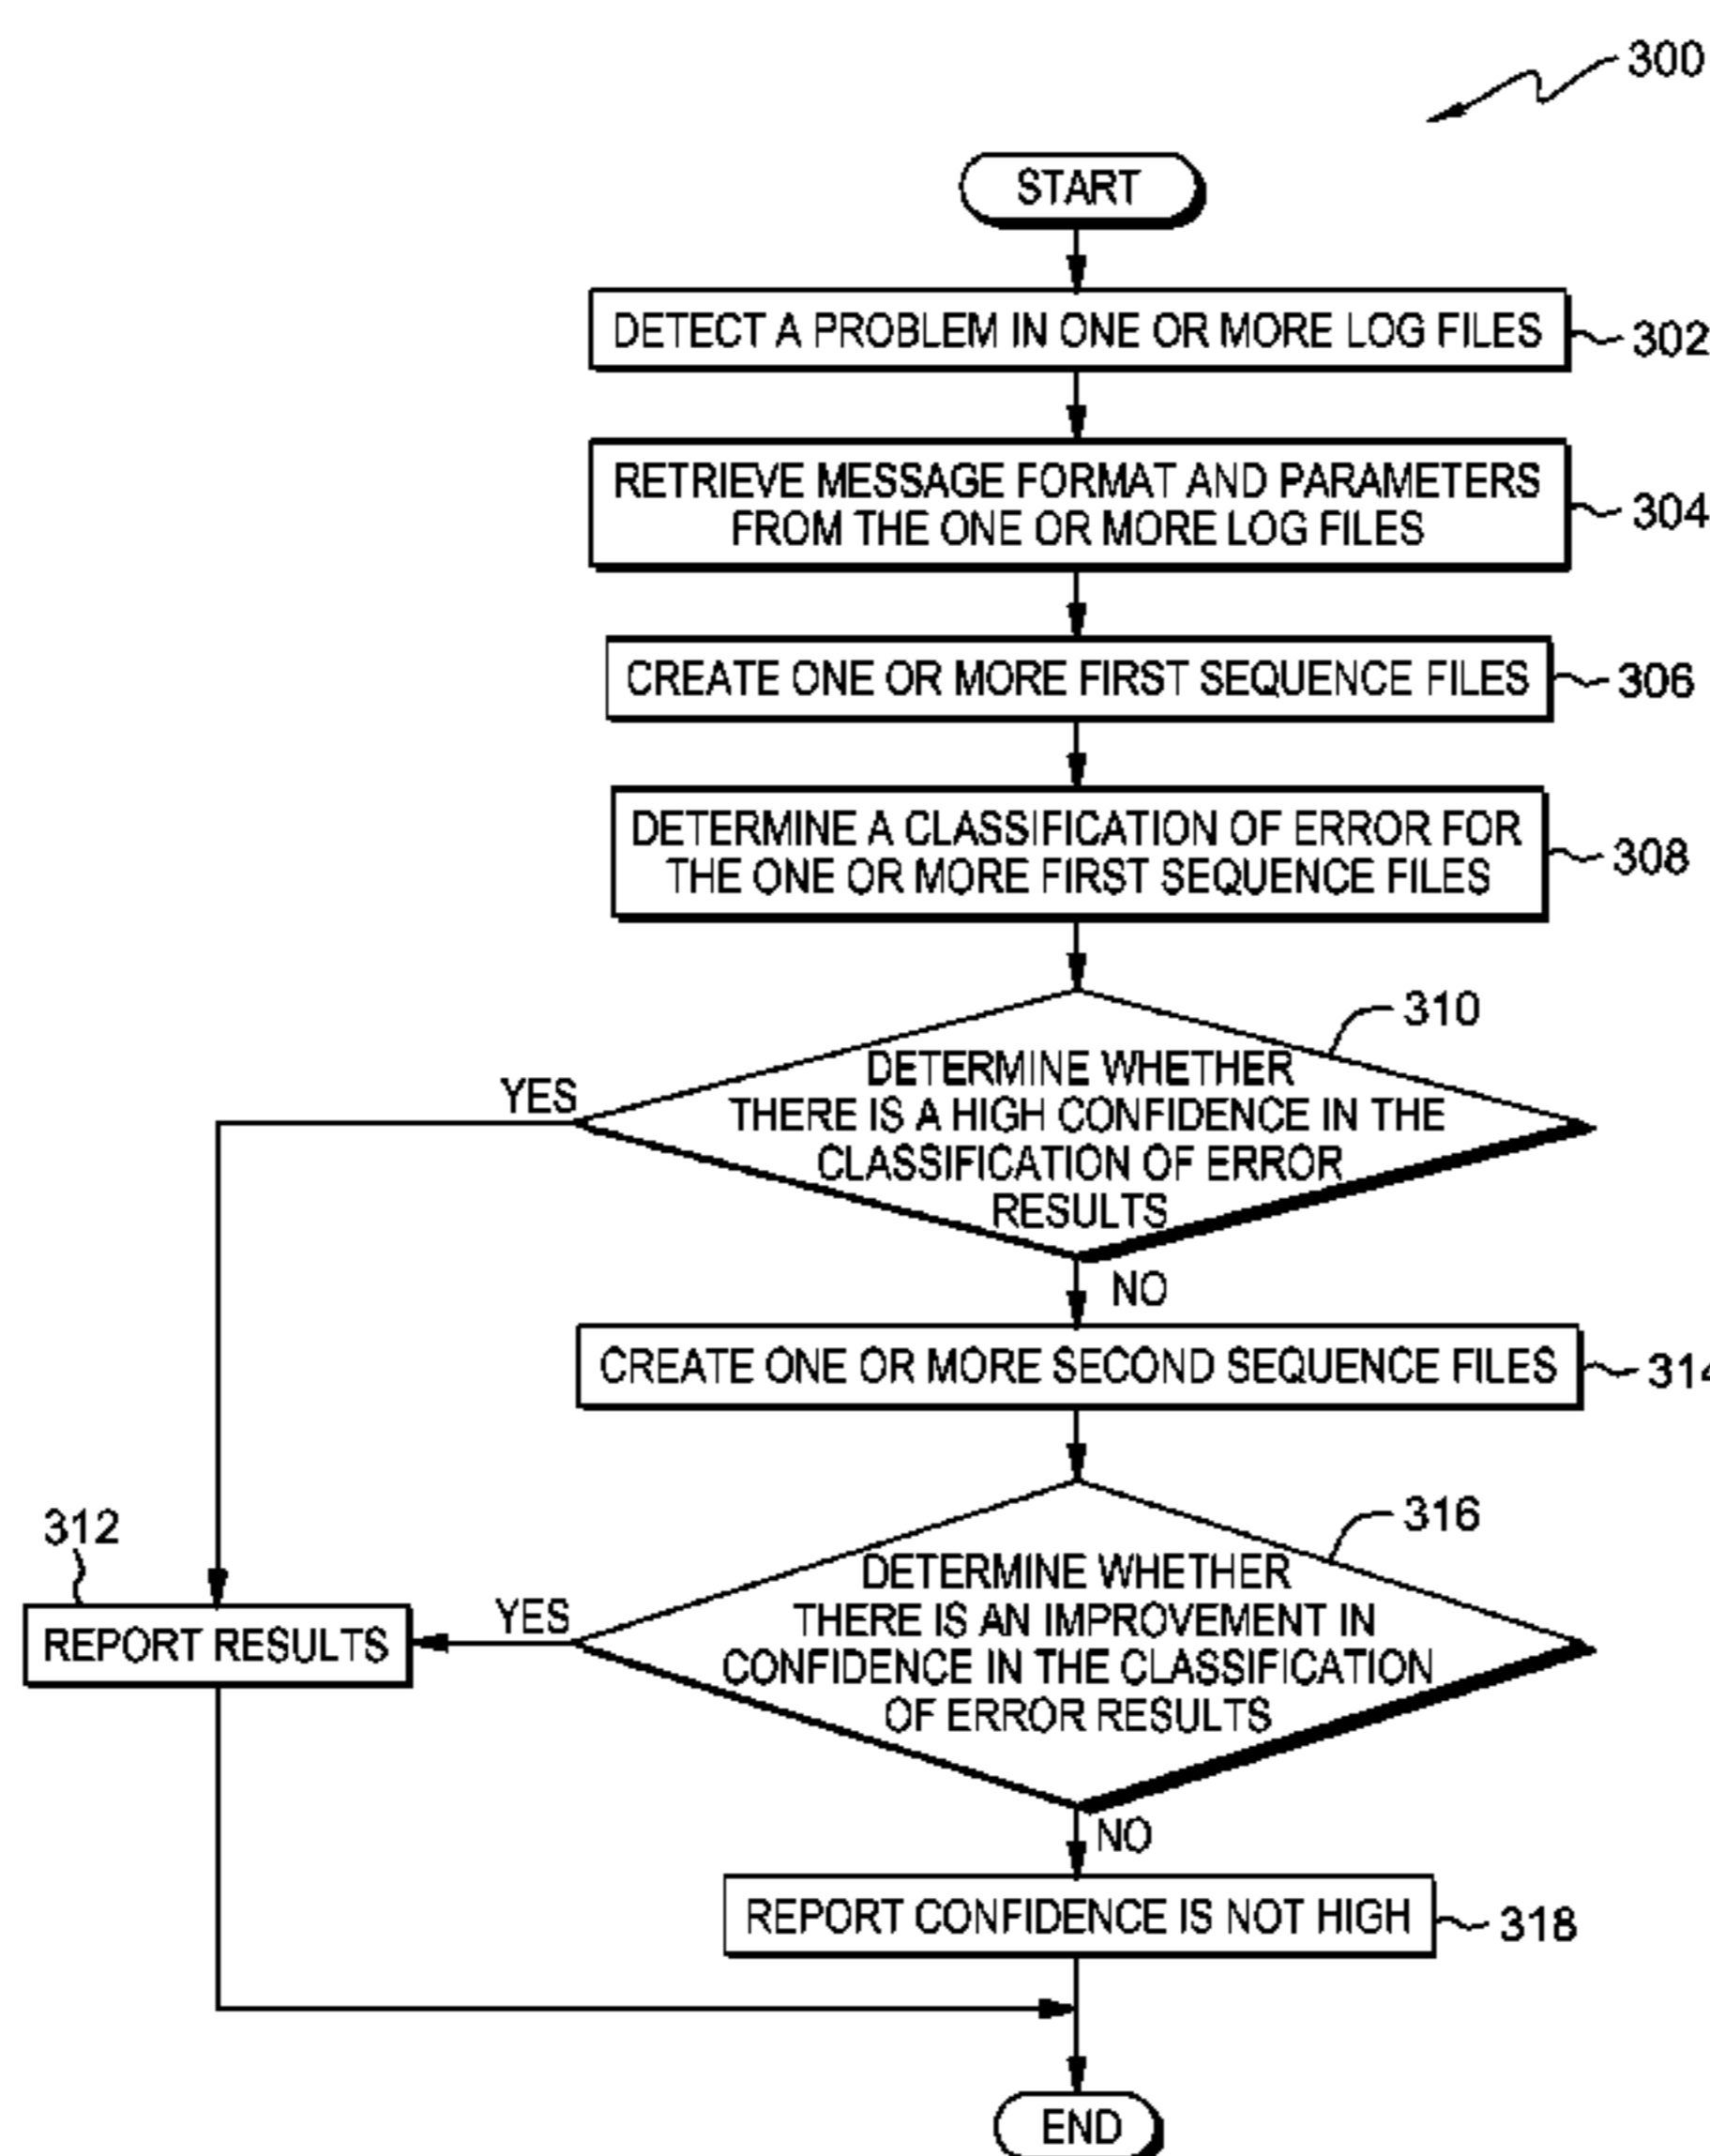 300
START
DETECT A PROBLEM IN ONE OR MORE LOG FILES
302
RETRIEVE MESSAGE FORMAT AND PARAMETERS
FROM THE ONE OR MORE LOG FILES
304
CREATE ONE OR MORE FIRST SEQUENCE FILES
306
DETERMINE A CLASSIFICATION OF ERROR FOR
THE ONE OR MORE FIRST SEQUENCE FILES
308
310
DETERMINE WHETHER
THERE IS A HIGH CONFIDENCE IN THE
CLASSIFICATION OF ERROR
RESULTS
YES
NO
CREATE ONE OR MORE SECOND SEQUENCE FILES
314
316
DETERMINE WHETHER
THERE IS AN IMPROVEMENT IN
CONFIDENCE IN THE CLASSIFICATION
OF ERROR RESULTS
YES
312
REPORT RESULTS
NO
REPORT CONFIDENCE IS NOT HIGH
318
END